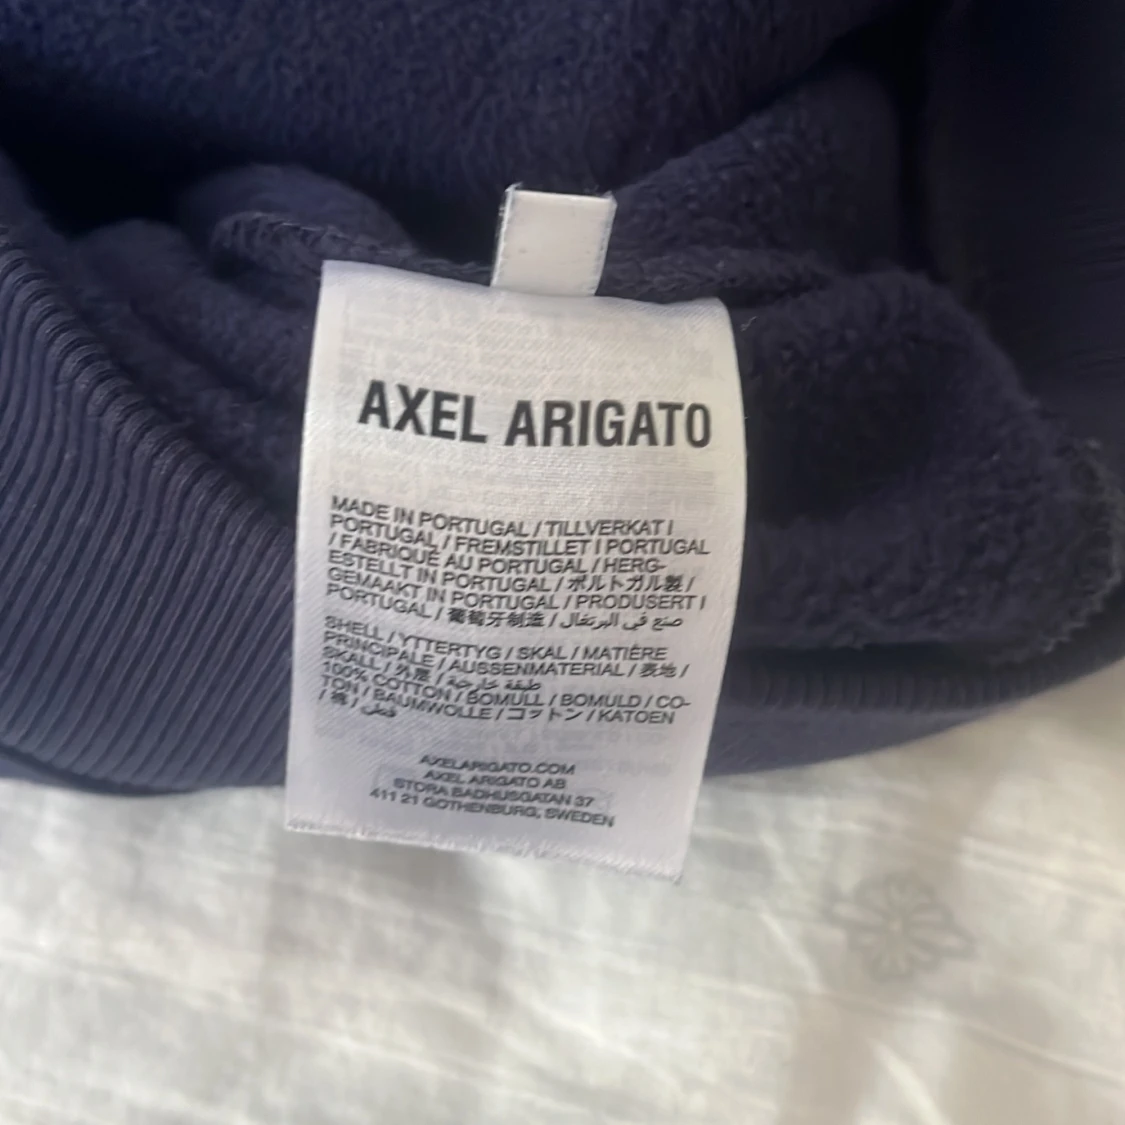 AXEL ARIGATO
MADE IN PORTUGAL / TILLVERKAT I
PORTUGAL / FREMSTILLET I PORTUGAL
/ FABRIQUÉ AU PORTUGAL / HERG-
ESTELLT IN PORTUGAL / ポルトガル製 /
GEMAAKT IN PORTUGAL / PRODUSERT I
PORTUGAL / 葡萄牙制造 / صنع في البرتغال
SHELL / YTTERTYG / SKAL / MATIÈRE
PRINCIPALE / AUSSENMATERIAL / 表地 /
SKALL / 外层 / طبقة خارجية
100% COTTON / BOMULL / BOMULD / CO-
TON / BAUMWOLLE / コットン / KATOEN
/ 棉 / قطن
AXELARIGATO.COM
AXEL ARIGATO AB
STORA BADHUSGATAN 37
411 21 GOTHENBURG, SWEDEN